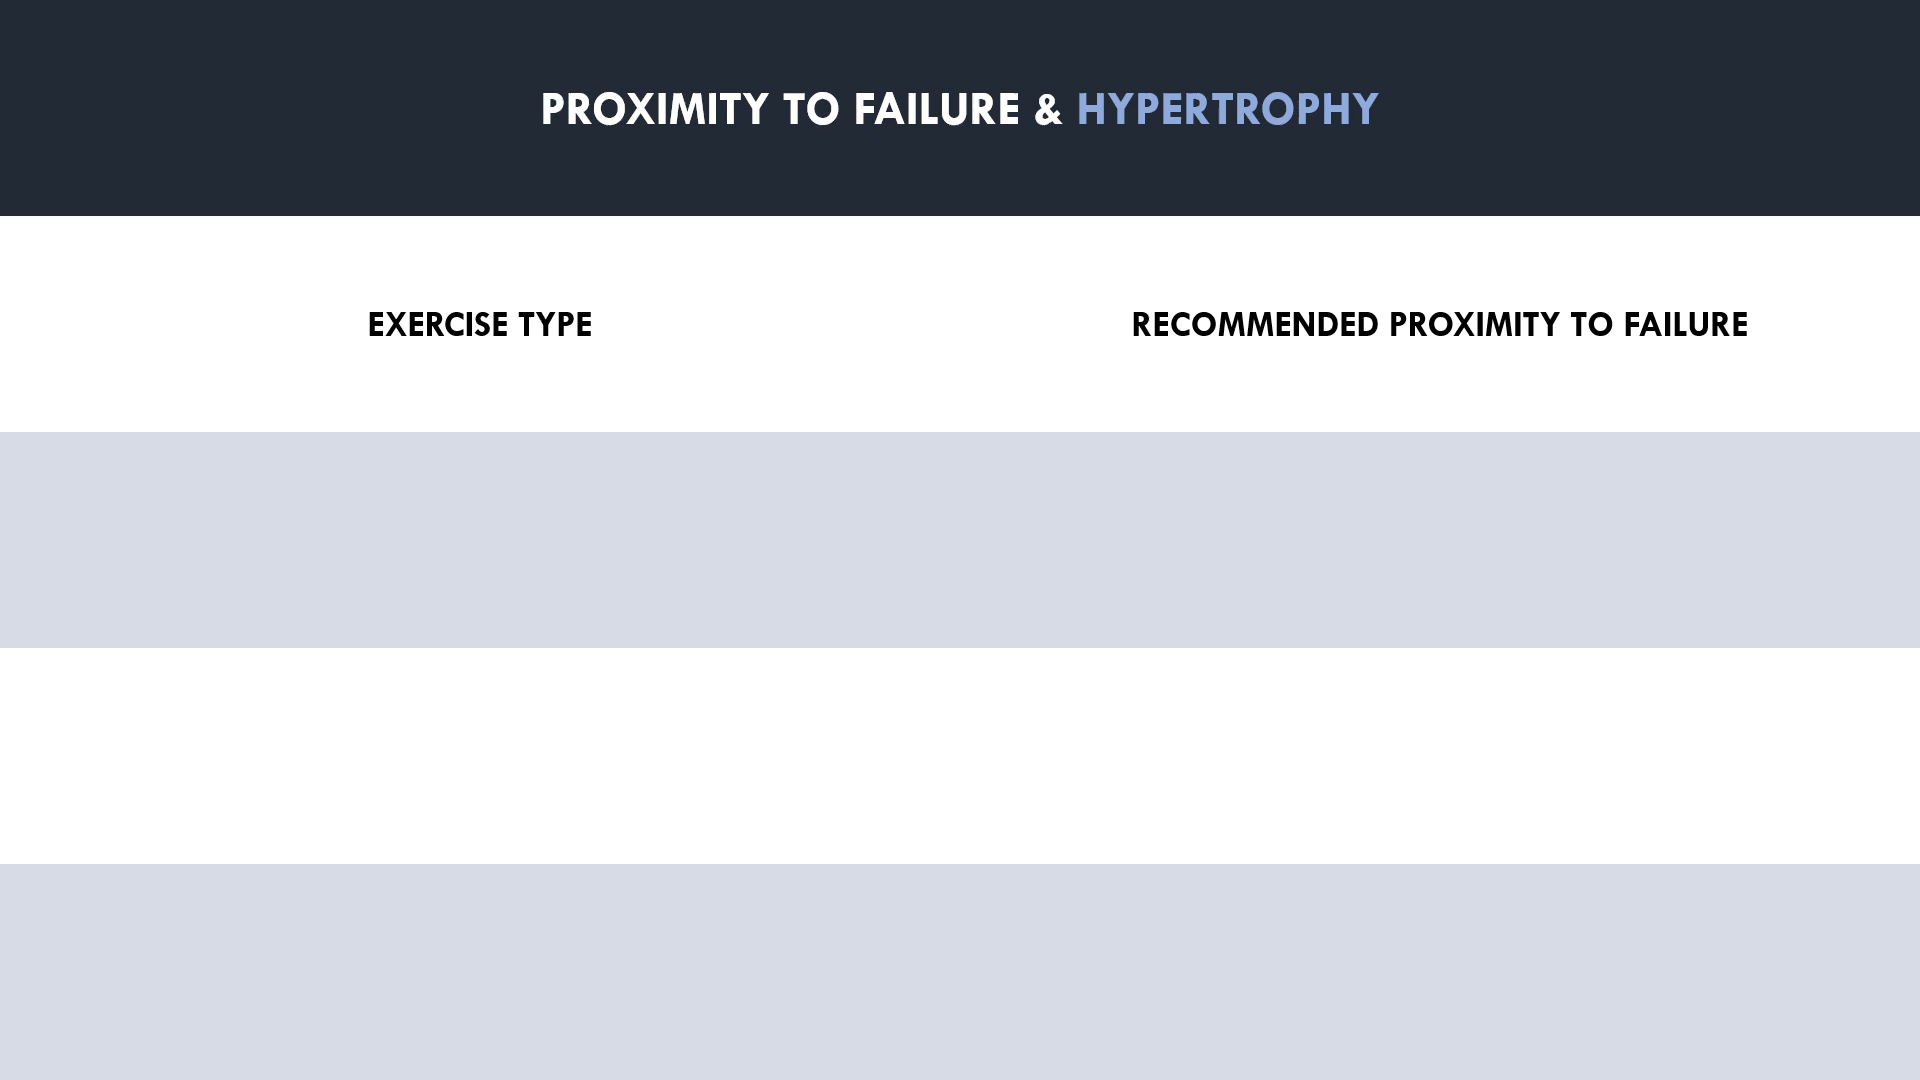 PROXIMITY TO FAILURE & HYPERTROPHY
EXERCISE TYPE
RECOMMENDED PROXIMITY TO FAILURE